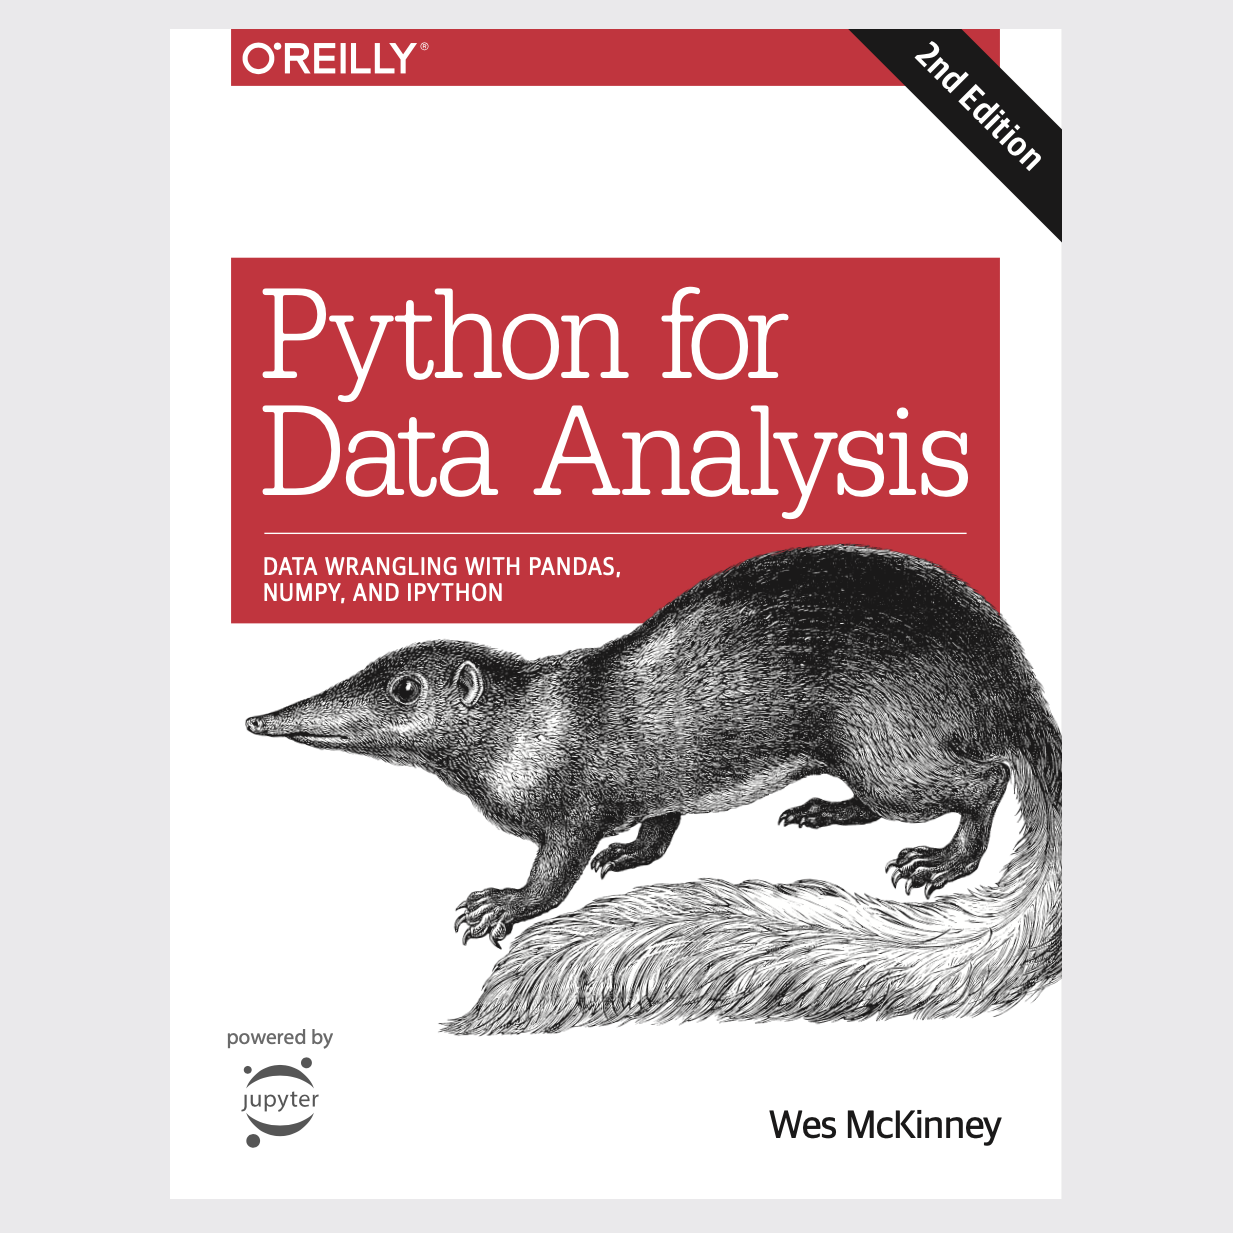 O'REILLY®
2nd Edition
Python for
Data Analysis
DATA WRANGLING WITH PANDAS,
NUMPY, AND IPYTHON
powered by
jupyter
Wes McKinney